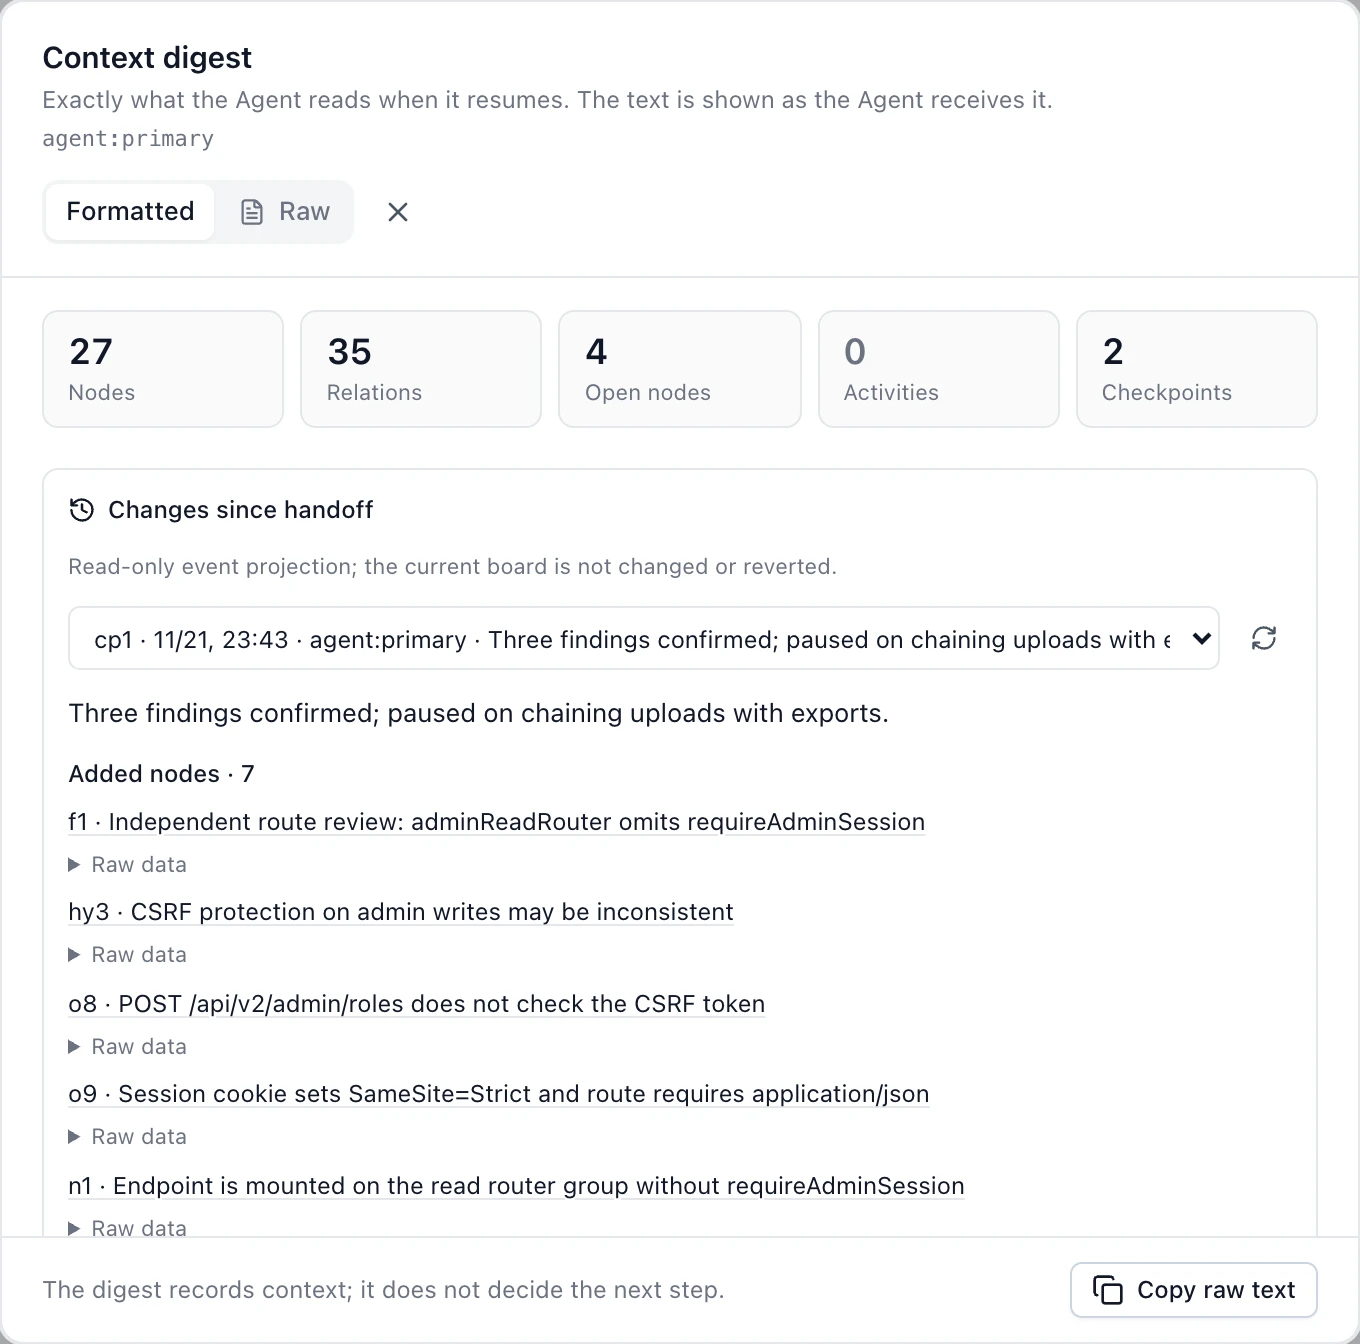 Context digest
Exactly what the Agent reads when it resumes. The text is shown as the Agent receives it.
agent:primary
Formatted
Raw
27
Nodes
35
Relations
4
Open nodes
0
Activities
2
Checkpoints
Changes since handoff
Read-only event projection; the current board is not changed or reverted.
cp1 · 11/21, 23:43 · agent:primary · Three findings confirmed; paused on chaining uploads with
Three findings confirmed; paused on chaining uploads with exports.
Added nodes · 7
f1 · Independent route review: adminReadRouter omits requireAdminSession
Raw data
hy3 · CSRF protection on admin writes may be inconsistent
Raw data
o8 · POST /api/v2/admin/roles does not check the CSRF token
Raw data
o9 · Session cookie sets SameSite=Strict and route requires application/json
Raw data
n1 · Endpoint is mounted on the read router group without requireAdminSession
Raw data
The digest records context; it does not decide the next step.
Copy raw text